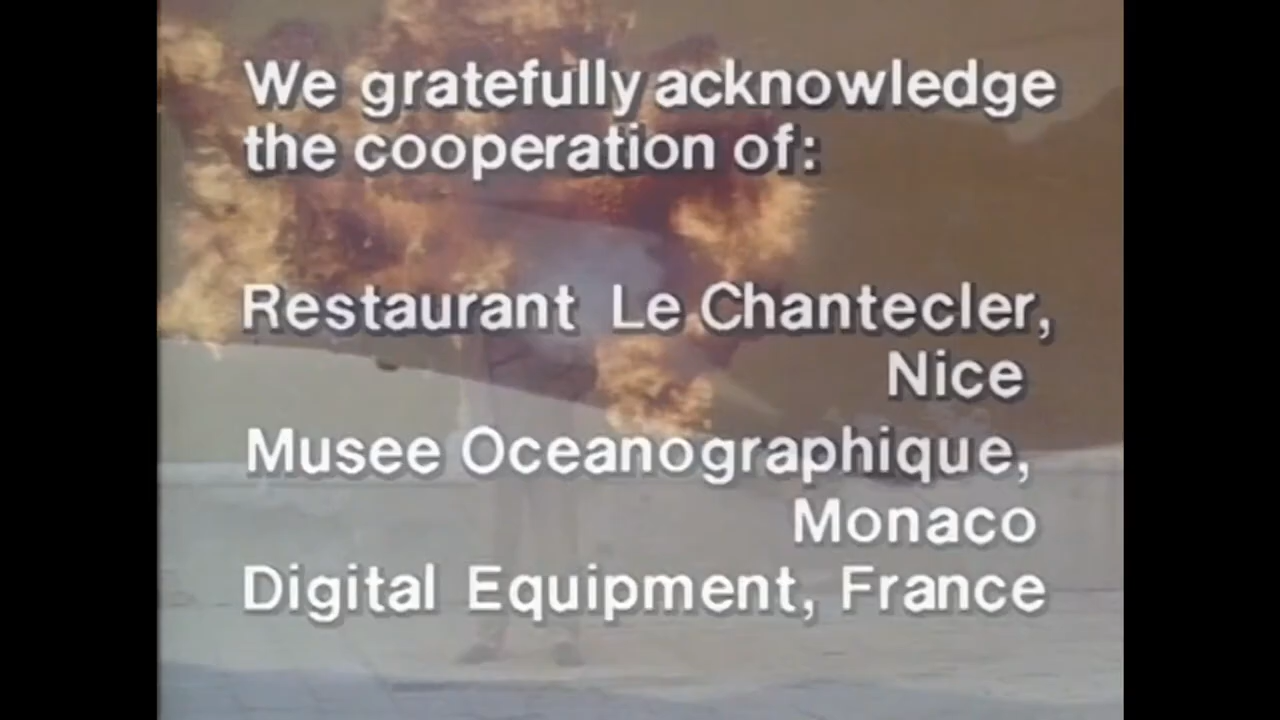 We gratefully acknowledge
the cooperation of:
Restaurant Le Chantecler,
Nice
Musee Oceanographique,
Monaco
Digital Equipment, France